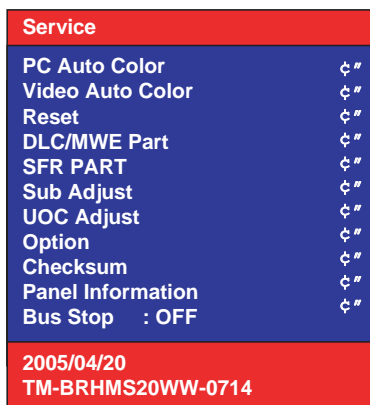 Service
PC Auto Color ¢″
Video Auto Color ¢″
Reset ¢″
DLC/MWE Part ¢″
SFR PART ¢″
Sub Adjust ¢″
UOC Adjust ¢″
Option ¢″
Checksum ¢″
Panel Information ¢″
Bus Stop : OFF ¢″
2005/04/20
TM-BRHMS20WW-0714